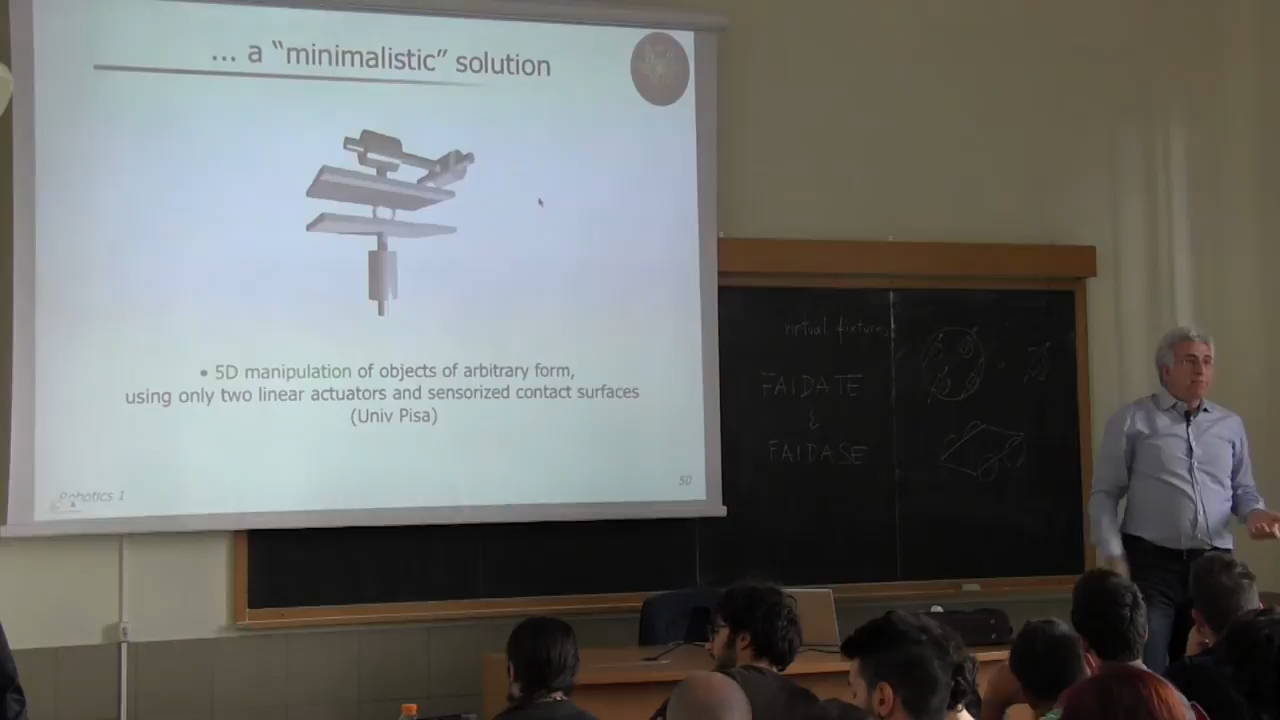 ... a “minimalistic” solution
• 5D manipulation of objects of arbitrary form,
using only two linear actuators and sensorized contact surfaces
(Univ Pisa)
Robotics 1
50
virtual fixtures
FAIDATE
&
FAIDASE